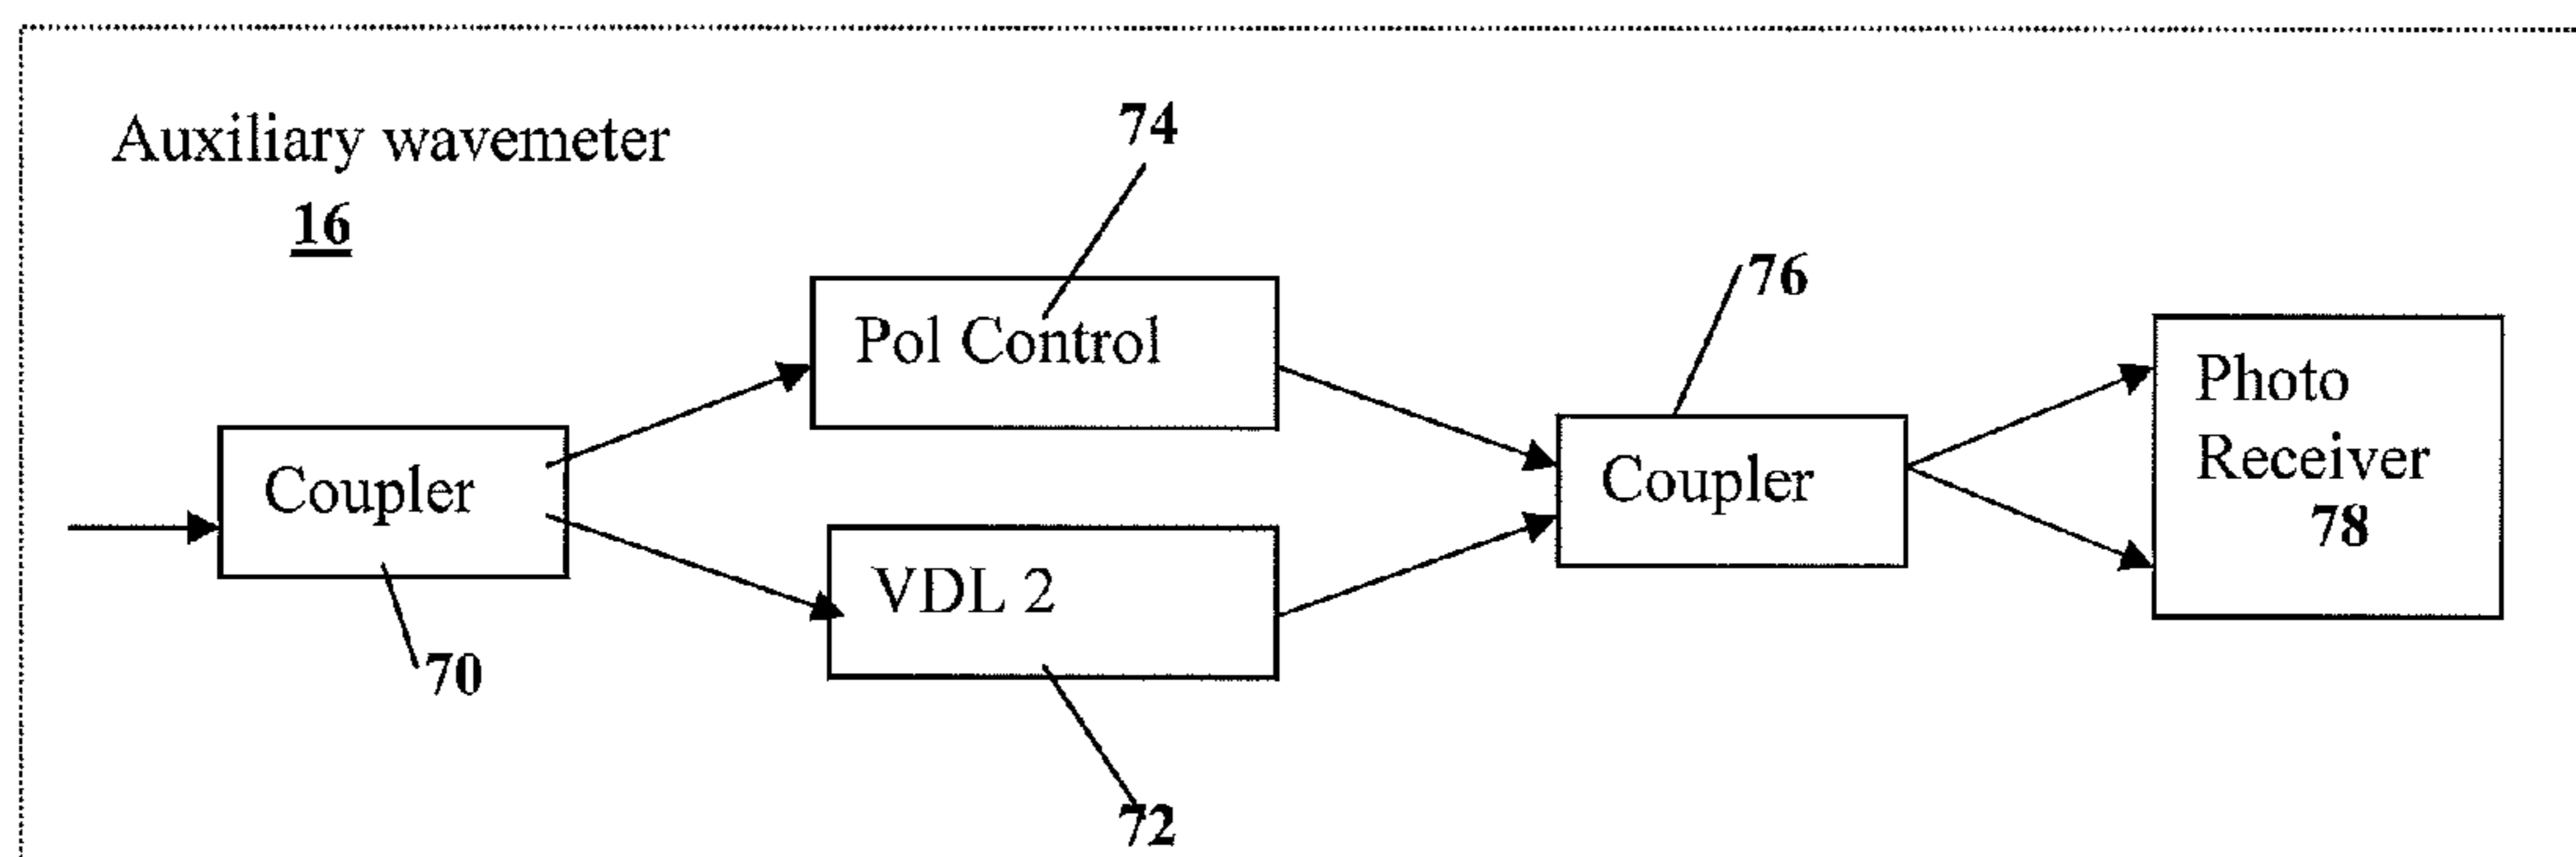 Auxiliary wavemeter
16
74
Pol Control
76
Photo
Receiver
78
Coupler
70
Coupler
VDL 2
72